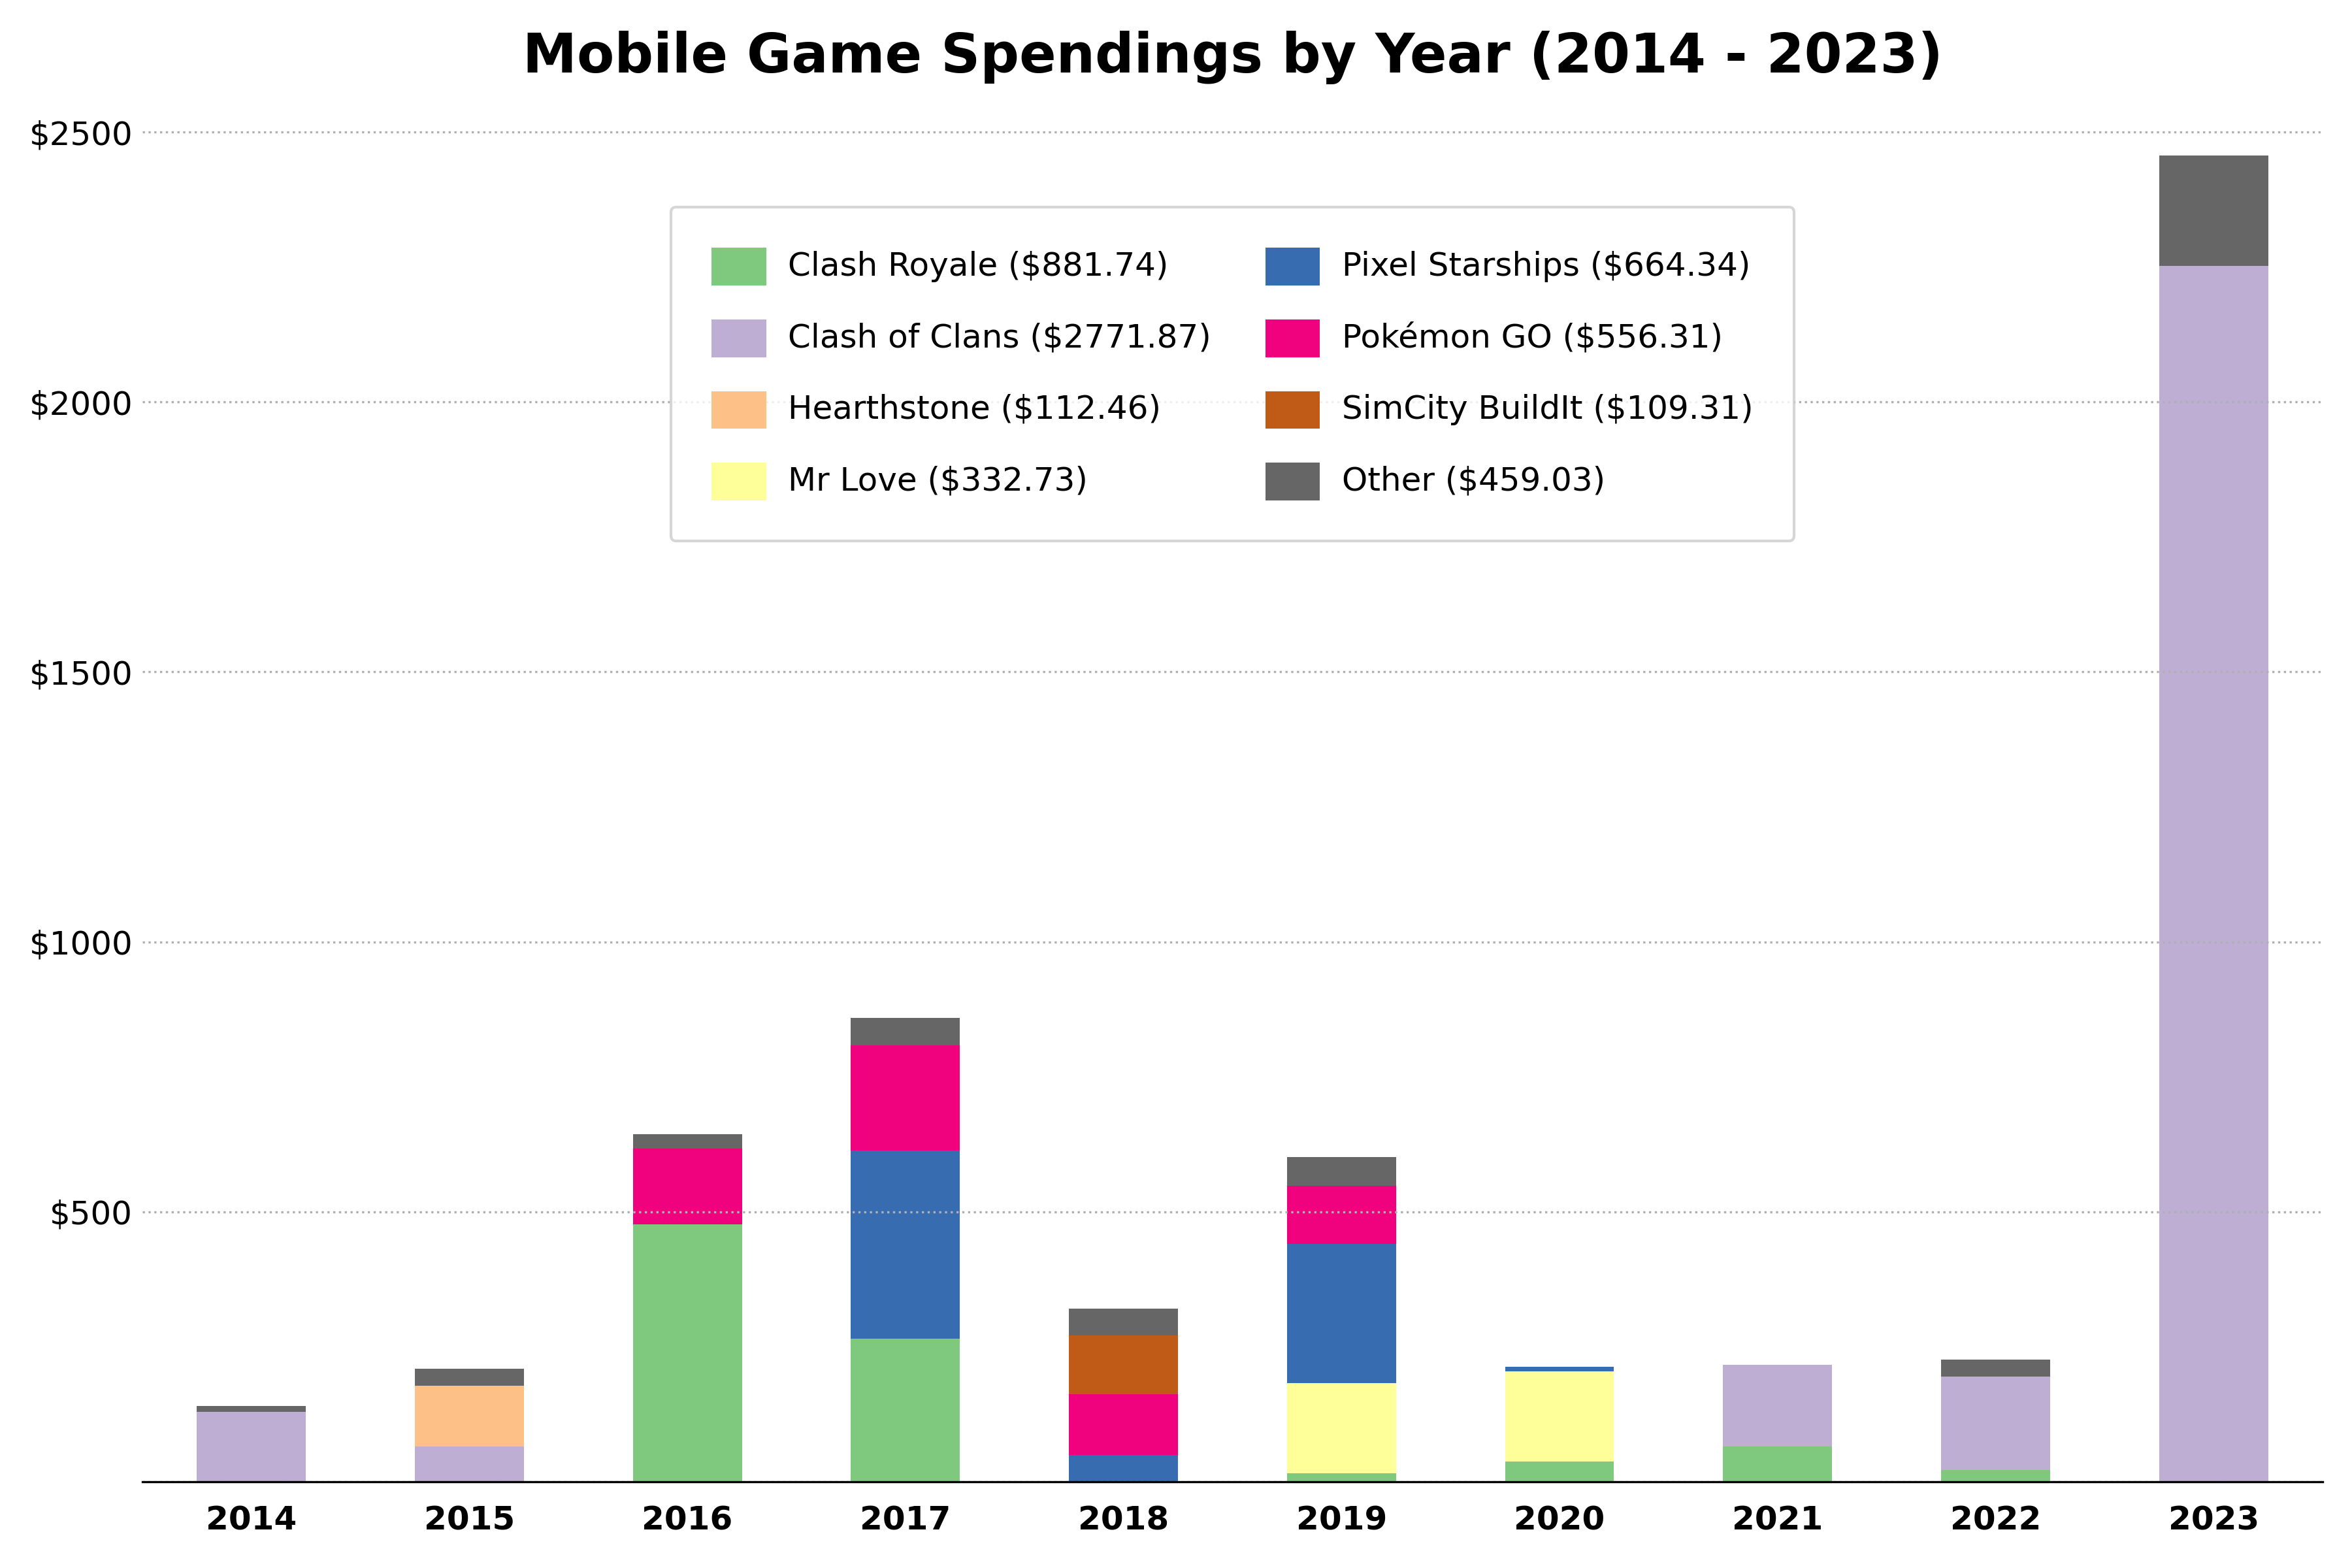 Mobile Game Spendings by Year (2014 - 2023)
$2500
$2000
$1500
$1000
$500
Clash Royale ($881.74)
Clash of Clans ($2771.87)
Hearthstone ($112.46)
Mr Love ($332.73)
Pixel Starships ($664.34)
Pokémon GO ($556.31)
SimCity BuildIt ($109.31)
Other ($459.03)
2014 2015 2016 2017 2018 2019 2020 2021 2022 2023